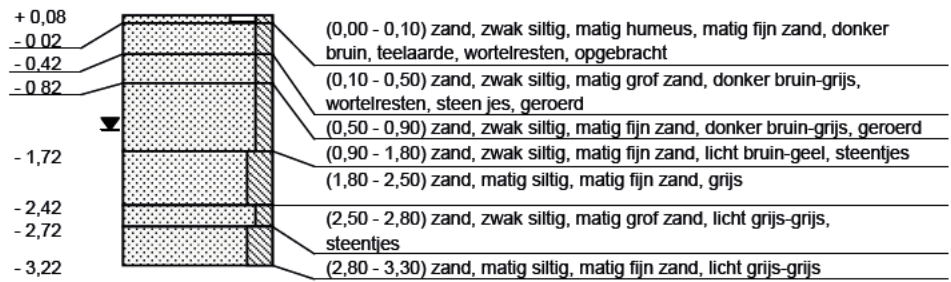 + 0,08
- 0 02
- 0,42
- 0,82
- 1,72
- 2,42
- 2,72
- 3,22
(0,00 - 0,10) zand, zwak siltig, matig humeus, matig fijn zand, donker
bruin, teelaarde, wortelresten, opgebracht
(0,10 - 0,50) zand, zwak siltig, matig grof zand, donker bruin-grijs,
wortelresten, steen jes, geroerd
(0,50 - 0,90) zand, zwak siltig, matig fijn zand, donker bruin-grijs, geroerd
(0,90 - 1,80) zand, zwak siltig, matig fijn zand, licht bruin-geel, steentjes
(1,80 - 2,50) zand, matig siltig, matig fijn zand, grijs
(2,50 - 2,80) zand, zwak siltig, matig grof zand, licht grijs-grijs,
steentjes
(2,80 - 3,30) zand, matig siltig, matig fijn zand, licht grijs-grijs